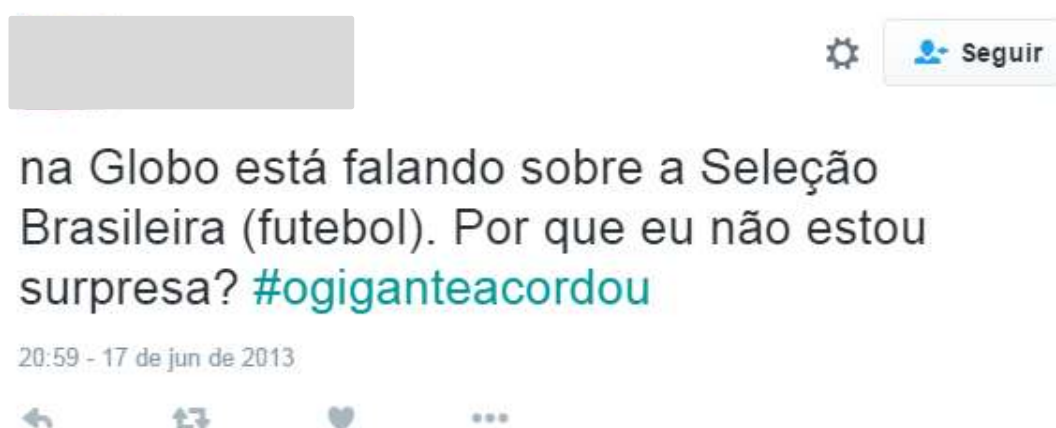 Seguir
na Globo está falando sobre a Seleção
Brasileira (futebol). Por que eu não estou
surpresa? #ogiganteacordou
20:59 - 17 de jun de 2013